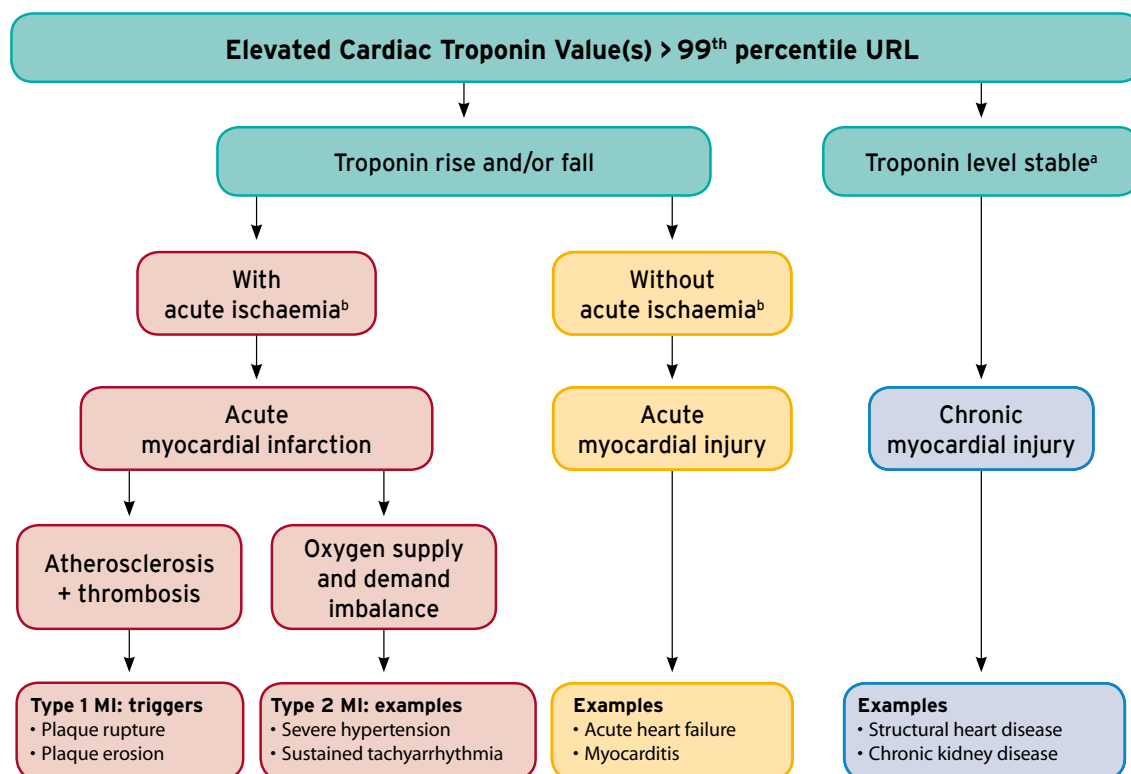 Elevated Cardiac Troponin Value(s) > 99th percentile URL
Troponin rise and/or fall
Troponin level stableᵃ
With
acute ischaemiaᵇ
Without
acute ischaemiaᵇ
Acute
myocardial infarction
Acute
myocardial injury
Chronic
myocardial injury
Atherosclerosis
+ thrombosis
Oxygen supply
and demand
imbalance
Type 1 MI: triggers
• Plaque rupture
• Plaque erosion
Type 2 MI: examples
• Severe hypertension
• Sustained tachyarrhythmia
Examples
• Acute heart failure
• Myocarditis
Examples
• Structural heart disease
• Chronic kidney disease